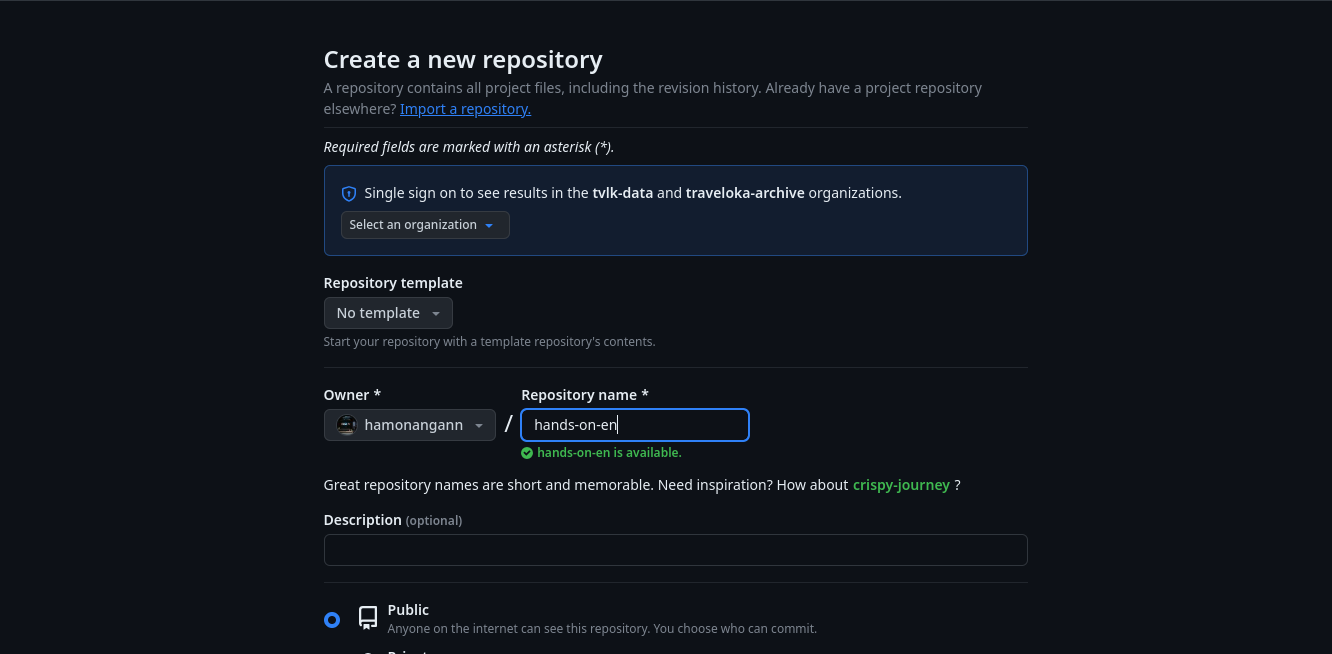 Create a new repository
A repository contains all project files, including the revision history. Already have a project repository
elsewhere? Import a repository.
Required fields are marked with an asterisk (*).
Single sign on to see results in the tvlk-data and traveloka-archive organizations.
Select an organization
Repository template
No template
Start your repository with a template repository's contents.
Owner *
Repository name *
hamonangann
/
hands-on-en
hands-on-en is available.
Great repository names are short and memorable. Need inspiration? How about crispy-journey ?
Description (optional)
Public
Anyone on the internet can see this repository. You choose who can commit.